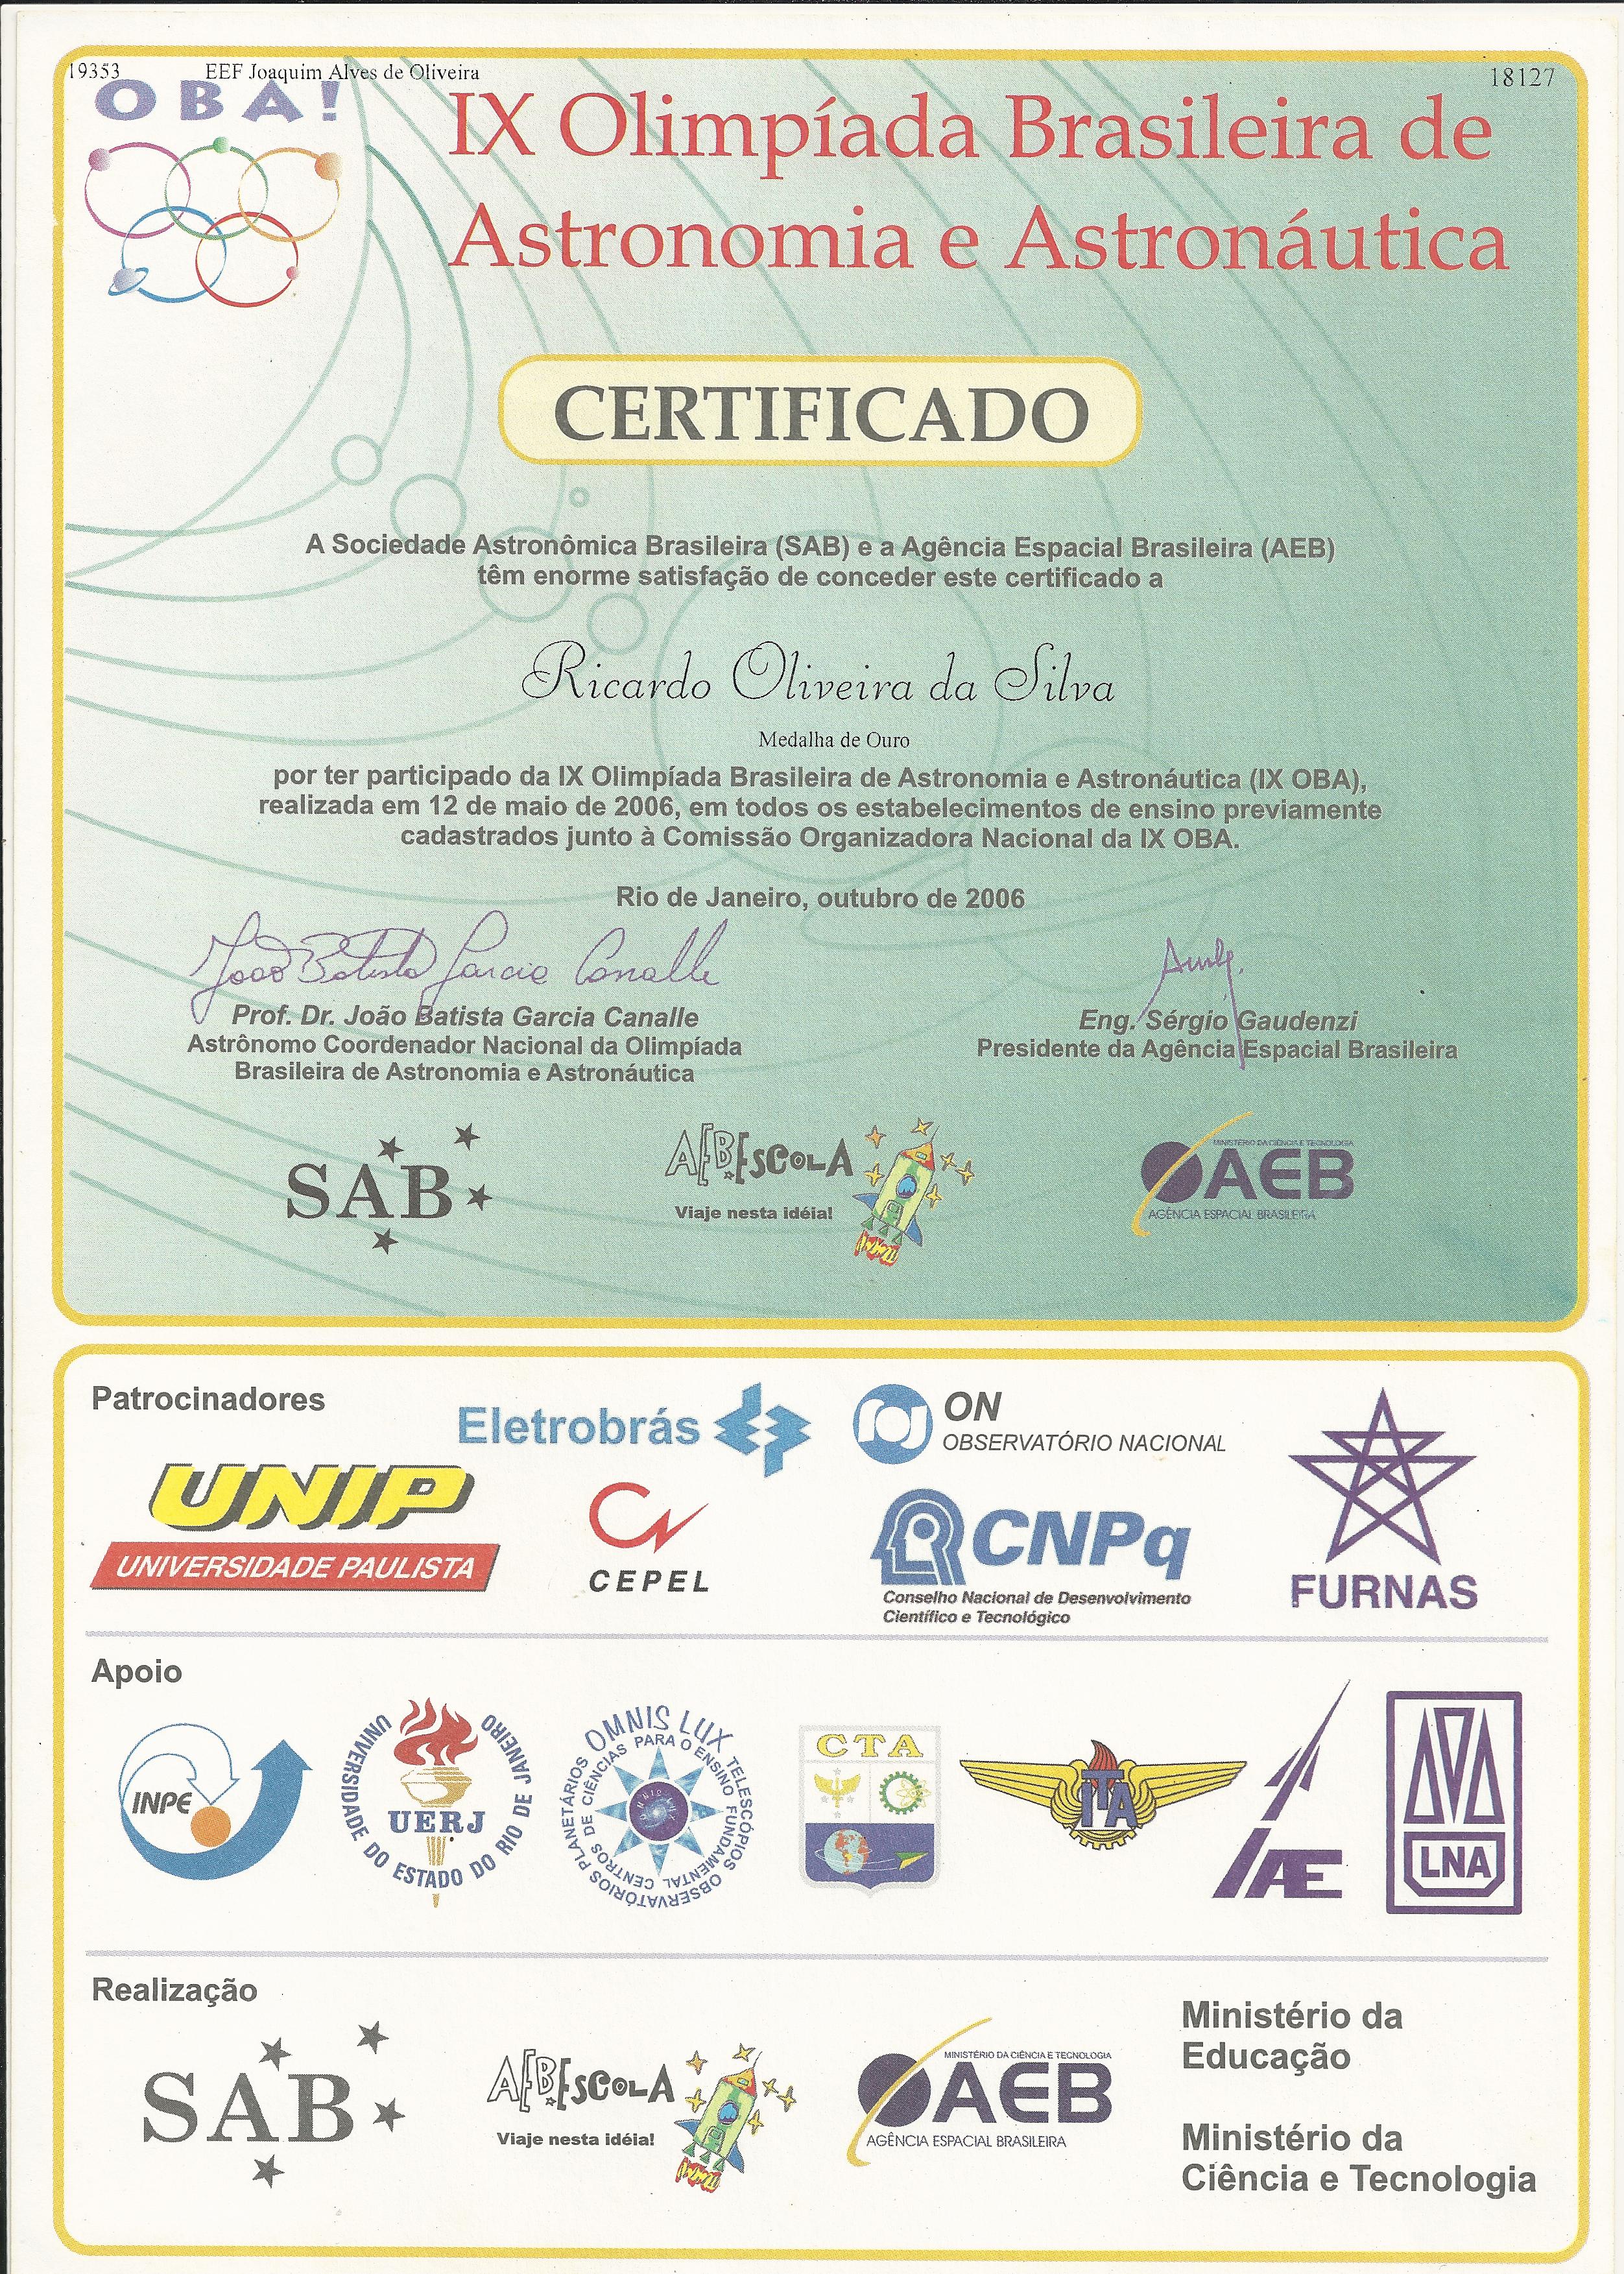 19353 EEF Joaquim Alves de Oliveira 18127
OBA!
IX Olimpíada Brasileira de
Astronomia e Astronáutica
CERTIFICADO
A Sociedade Astronômica Brasileira (SAB) e a Agência Espacial Brasileira (AEB)
têm enorme satisfação de conceder este certificado a
Ricardo Oliveira da Silva
Medalha de Ouro
por ter participado da IX Olimpíada Brasileira de Astronomia e Astronáutica (IX OBA),
realizada em 12 de maio de 2006, em todos os estabelecimentos de ensino previamente
cadastrados junto à Comissão Organizadora Nacional da IX OBA.
Rio de Janeiro, outubro de 2006
João Batista Garcia Canalle
Prof. Dr. João Batista Garcia Canalle
Astrônomo Coordenador Nacional da Olimpíada
Brasileira de Astronomia e Astronáutica
Eng. Sérgio Gaudenzi
Presidente da Agência Espacial Brasileira
SAB
AEBESCOLA
Viaje nesta idéia!
MINISTÉRIO DA CIÊNCIA E TECNOLOGIA
AEB
AGÊNCIA ESPACIAL BRASILEIRA
Patrocinadores
Eletrobrás
ON
OBSERVATÓRIO NACIONAL
UNIP
UNIVERSIDADE PAULISTA
CEPEL
CNPq
Conselho Nacional de Desenvolvimento
Científico e Tecnológico
FURNAS
Apoio
INPE
UNIVERSIDADE DO ESTADO DO RIO DE JANEIRO
UERJ
OMNIS LUX
PLANETÁRIOS OBSERVATÓRIOS TELESCÓPIOS
CENTROS DE CIÊNCIAS PARA O ENSINO FUNDAMENTAL
CTA
ITA
IAE
LNA
Realização
SAB
AEBESCOLA
Viaje nesta idéia!
MINISTÉRIO DA CIÊNCIA E TECNOLOGIA
AEB
AGÊNCIA ESPACIAL BRASILEIRA
Ministério da
Educação
Ministério da
Ciência e Tecnologia